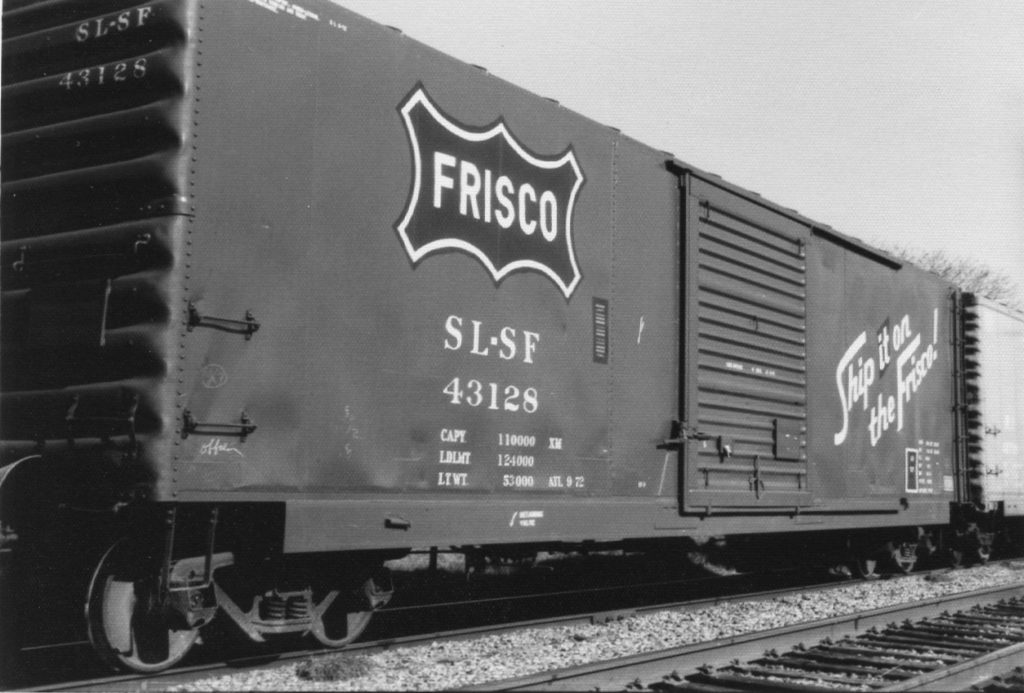 SL-SF
43128
FRISCO
SL-SF
43128
CAPY. 110000 XM
LD.LMT. 124000
LT.WT. 53000 AVL 9 72
Ship it on
the Frisco!